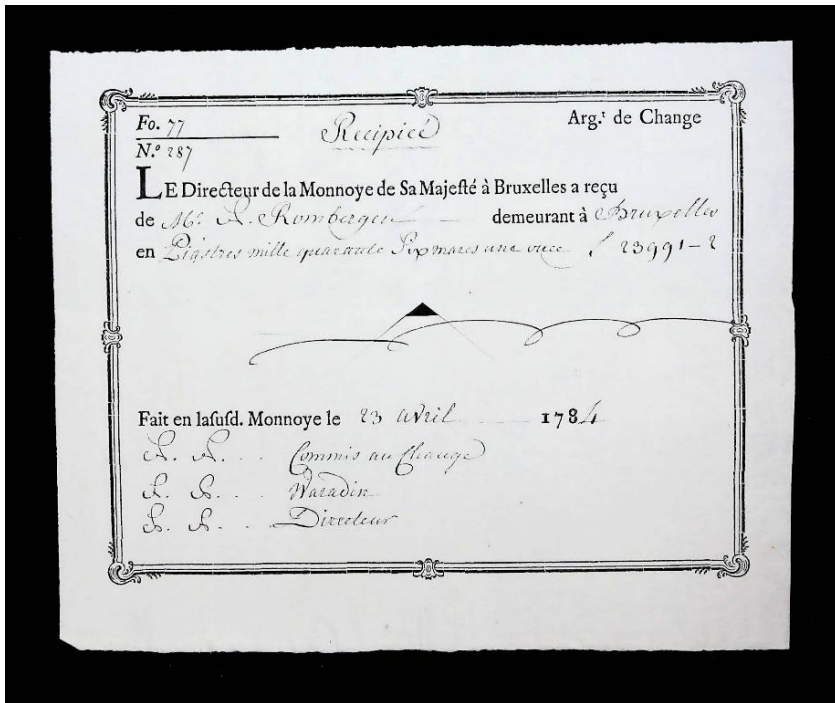 Fo. 77
Recipicé
Arg.t de Change
N.o 287
LE Directeur de la Monnoye de Sa Majesté à Bruxelles a reçu
de Mr. Rombergen demeurant à Bruxelles
en Piastres mille quarante Six marcs une once f 23991-2
Fait en lasusd. Monnoye le 23 avril 1784
Commis au Change
Waradin
Directeur